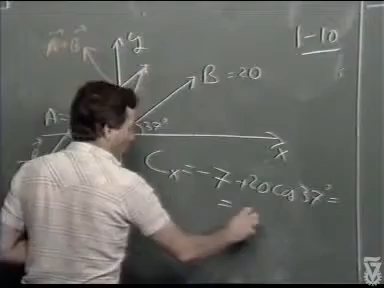 1-10
A+B
y
B=20
A=
37°
x
Cx=-7+20cos37°=
=